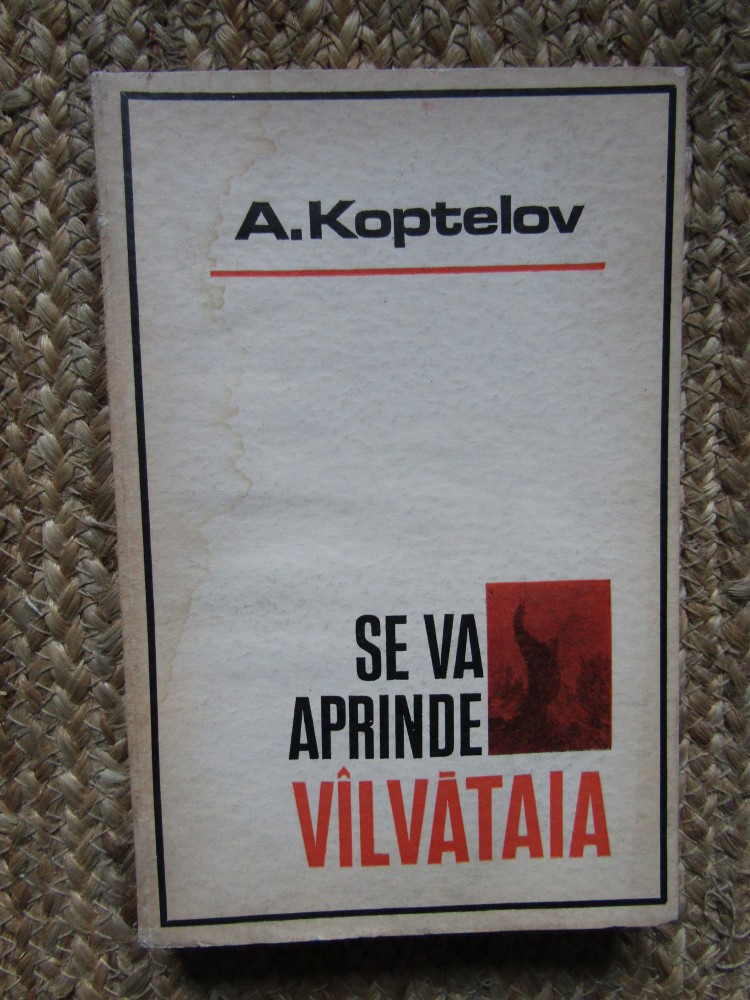 A.Koptelov
SE VA
APRINDE
VÎLVĂTAIA